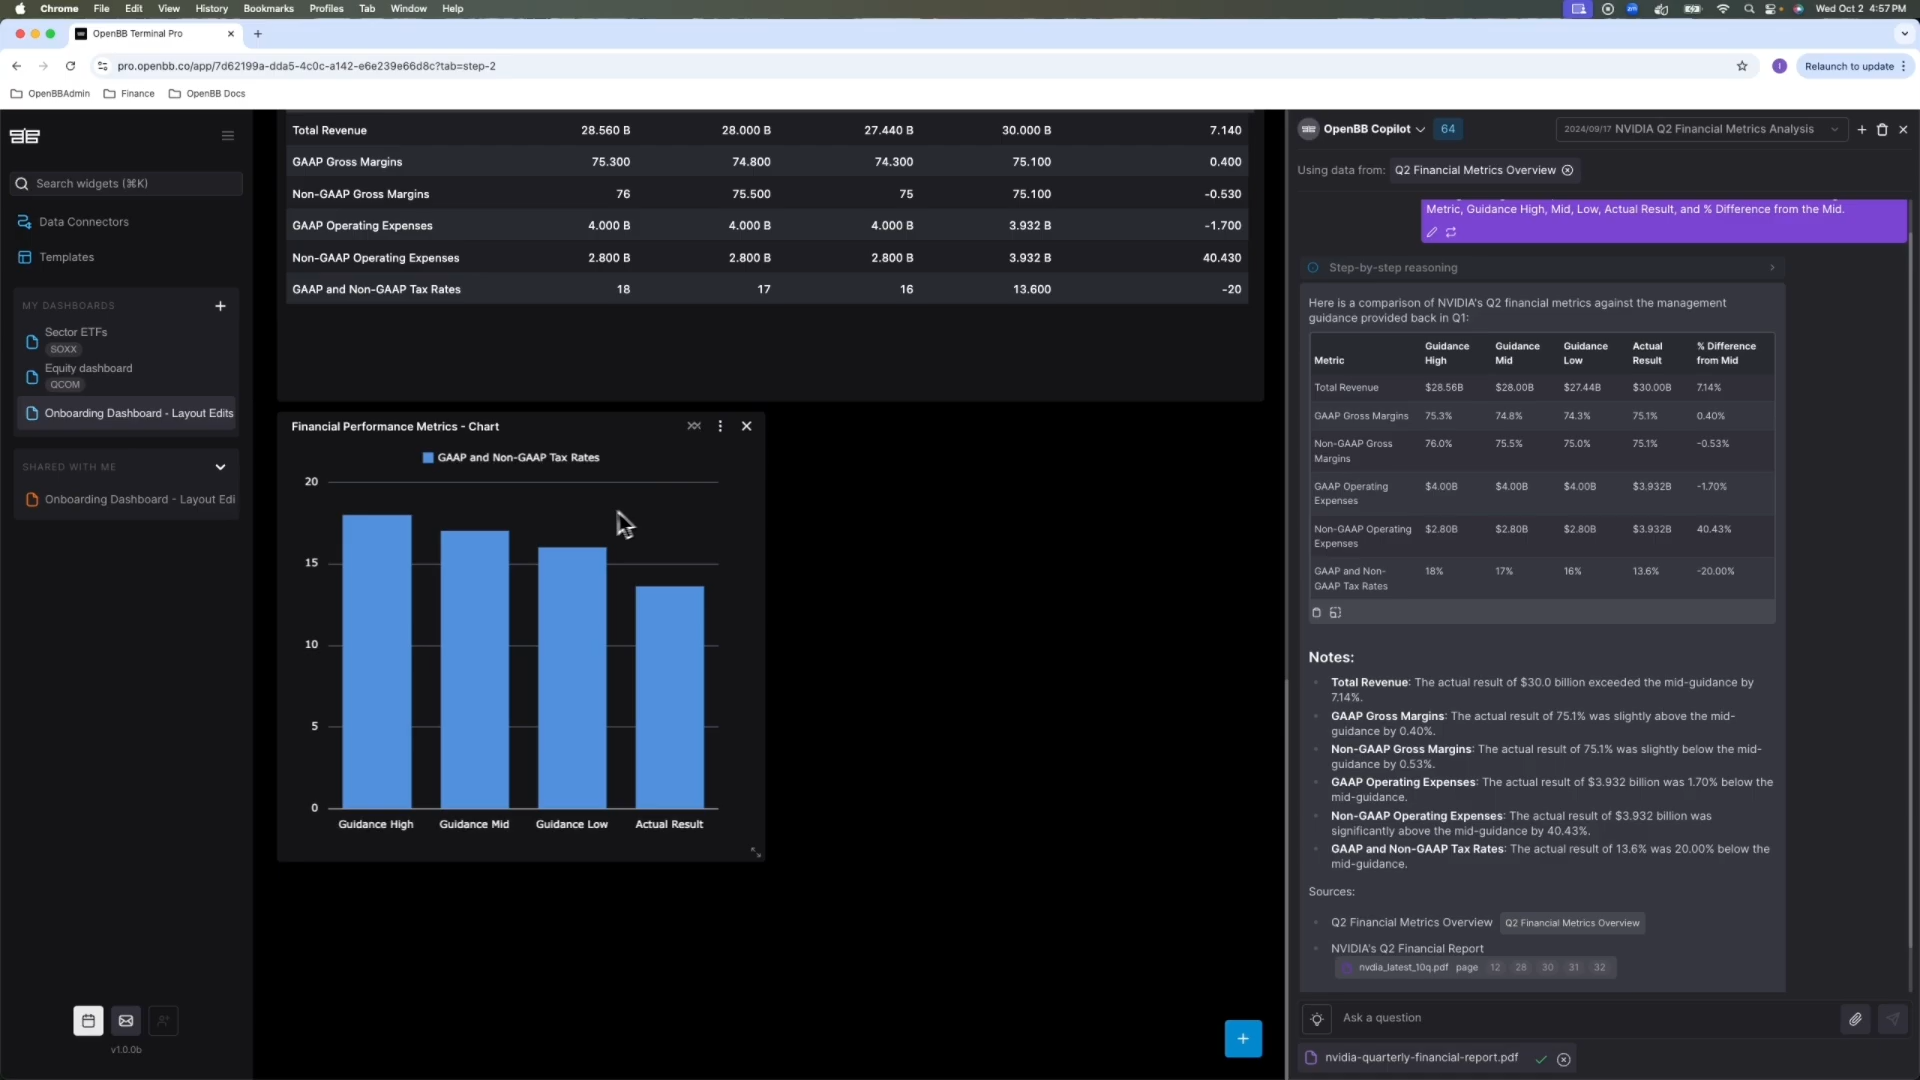 Chrome File Edit View History Bookmarks Profiles Tab Window Help
Wed Oct 2 4:57 PM
OpenBB Terminal Pro
pro.openbb.co/app/7d62199a-dda5-4c0c-a142-e6e239e66d8c?tab=step-2
Relaunch to update
OpenBBAdmin Finance OpenBB Docs
Search widgets (⌘K)
Data Connectors
Templates
MY DASHBOARDS
Sector ETFs
SOXX
Equity dashboard
QCOM
Onboarding Dashboard - Layout Edits
SHARED WITH ME
Onboarding Dashboard - Layout Edi
v1.0.0b
Total Revenue 28.560 B 28.000 B 27.440 B 30.000 B 7.140
GAAP Gross Margins 75.300 74.800 74.300 75.100 0.400
Non-GAAP Gross Margins 76 75.500 75 75.100 -0.530
GAAP Operating Expenses 4.000 B 4.000 B 4.000 B 3.932 B -1.700
Non-GAAP Operating Expenses 2.800 B 2.800 B 2.800 B 3.932 B 40.430
GAAP and Non-GAAP Tax Rates 18 17 16 13.600 -20
Financial Performance Metrics - Chart
GAAP and Non-GAAP Tax Rates
20
15
10
5
0
Guidance High Guidance Mid Guidance Low Actual Result
OpenBB Copilot 64
2024/09/17 NVIDIA Q2 Financial Metrics Analysis
Using data from: Q2 Financial Metrics Overview
Metric, Guidance High, Mid, Low, Actual Result, and % Difference from the Mid.
Step-by-step reasoning
Here is a comparison of NVIDIA's Q2 financial metrics against the management
guidance provided back in Q1:
Metric Guidance High Guidance Mid Guidance Low Actual Result % Difference from Mid
Total Revenue $28.56B $28.00B $27.44B $30.00B 7.14%
GAAP Gross Margins 75.3% 74.8% 74.3% 75.1% 0.40%
Non-GAAP Gross Margins 76.0% 75.5% 75.0% 75.1% -0.53%
GAAP Operating Expenses $4.00B $4.00B $4.00B $3.932B -1.70%
Non-GAAP Operating Expenses $2.80B $2.80B $2.80B $3.932B 40.43%
GAAP and Non-GAAP Tax Rates 18% 17% 16% 13.6% -20.00%
Notes:
Total Revenue: The actual result of $30.0 billion exceeded the mid-guidance by
7.14%.
GAAP Gross Margins: The actual result of 75.1% was slightly above the mid-
guidance by 0.40%.
Non-GAAP Gross Margins: The actual result of 75.1% was slightly below the mid-
guidance by 0.53%.
GAAP Operating Expenses: The actual result of $3.932 billion was 1.70% below the
mid-guidance.
Non-GAAP Operating Expenses: The actual result of $3.932 billion was
significantly above the mid-guidance by 40.43%.
GAAP and Non-GAAP Tax Rates: The actual result of 13.6% was 20.00% below the
mid-guidance.
Sources:
Q2 Financial Metrics Overview Q2 Financial Metrics Overview
NVIDIA's Q2 Financial Report
nvdia_latest_10q.pdf page 12 28 30 31 32
Ask a question
nvidia-quarterly-financial-report.pdf